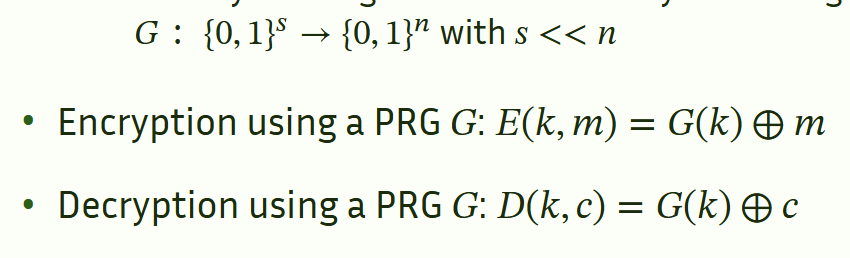 G : {0, 1}ˢ → {0, 1}ⁿ with s << n
• Encryption using a PRG G: E(k, m) = G(k) ⊕ m
• Decryption using a PRG G: D(k, c) = G(k) ⊕ c